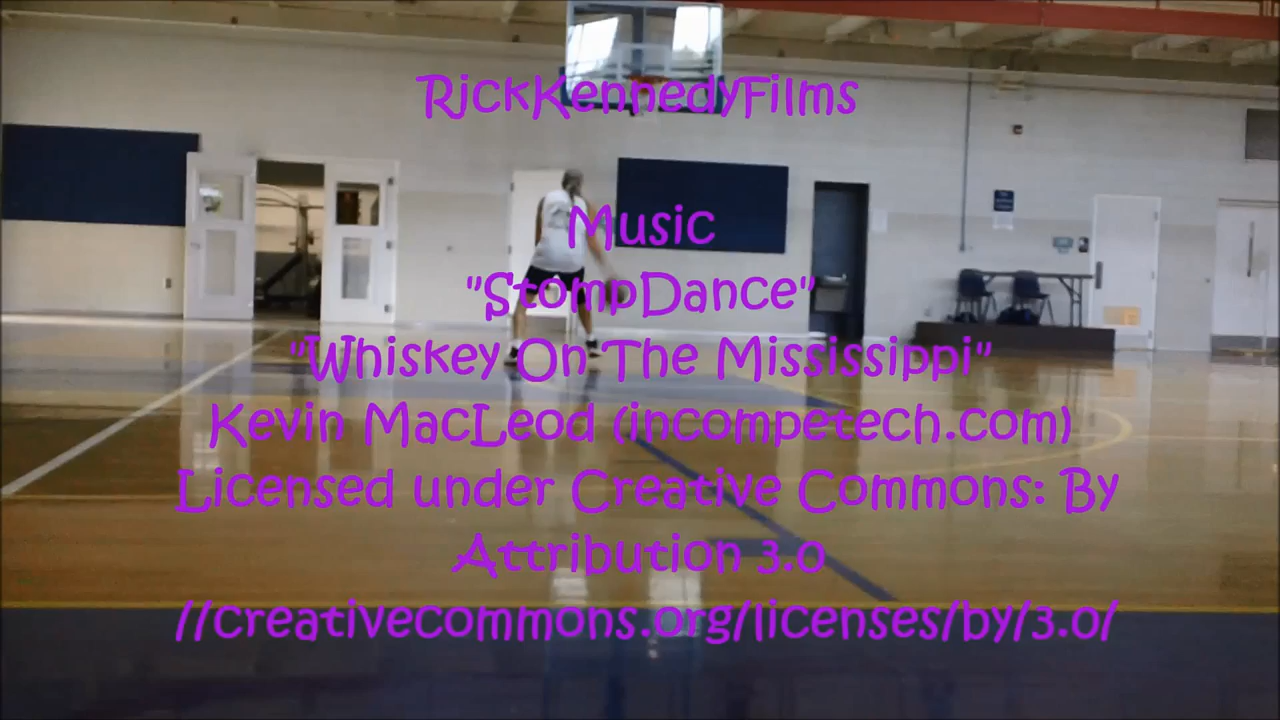 RickKennedyFilms
Music
"StompDance"
"Whiskey On The Mississippi"
Kevin MacLeod (incompetech.com)
Licensed under Creative Commons: By
Attribution 3.0
//creativecommons.org/licenses/by/3.0/